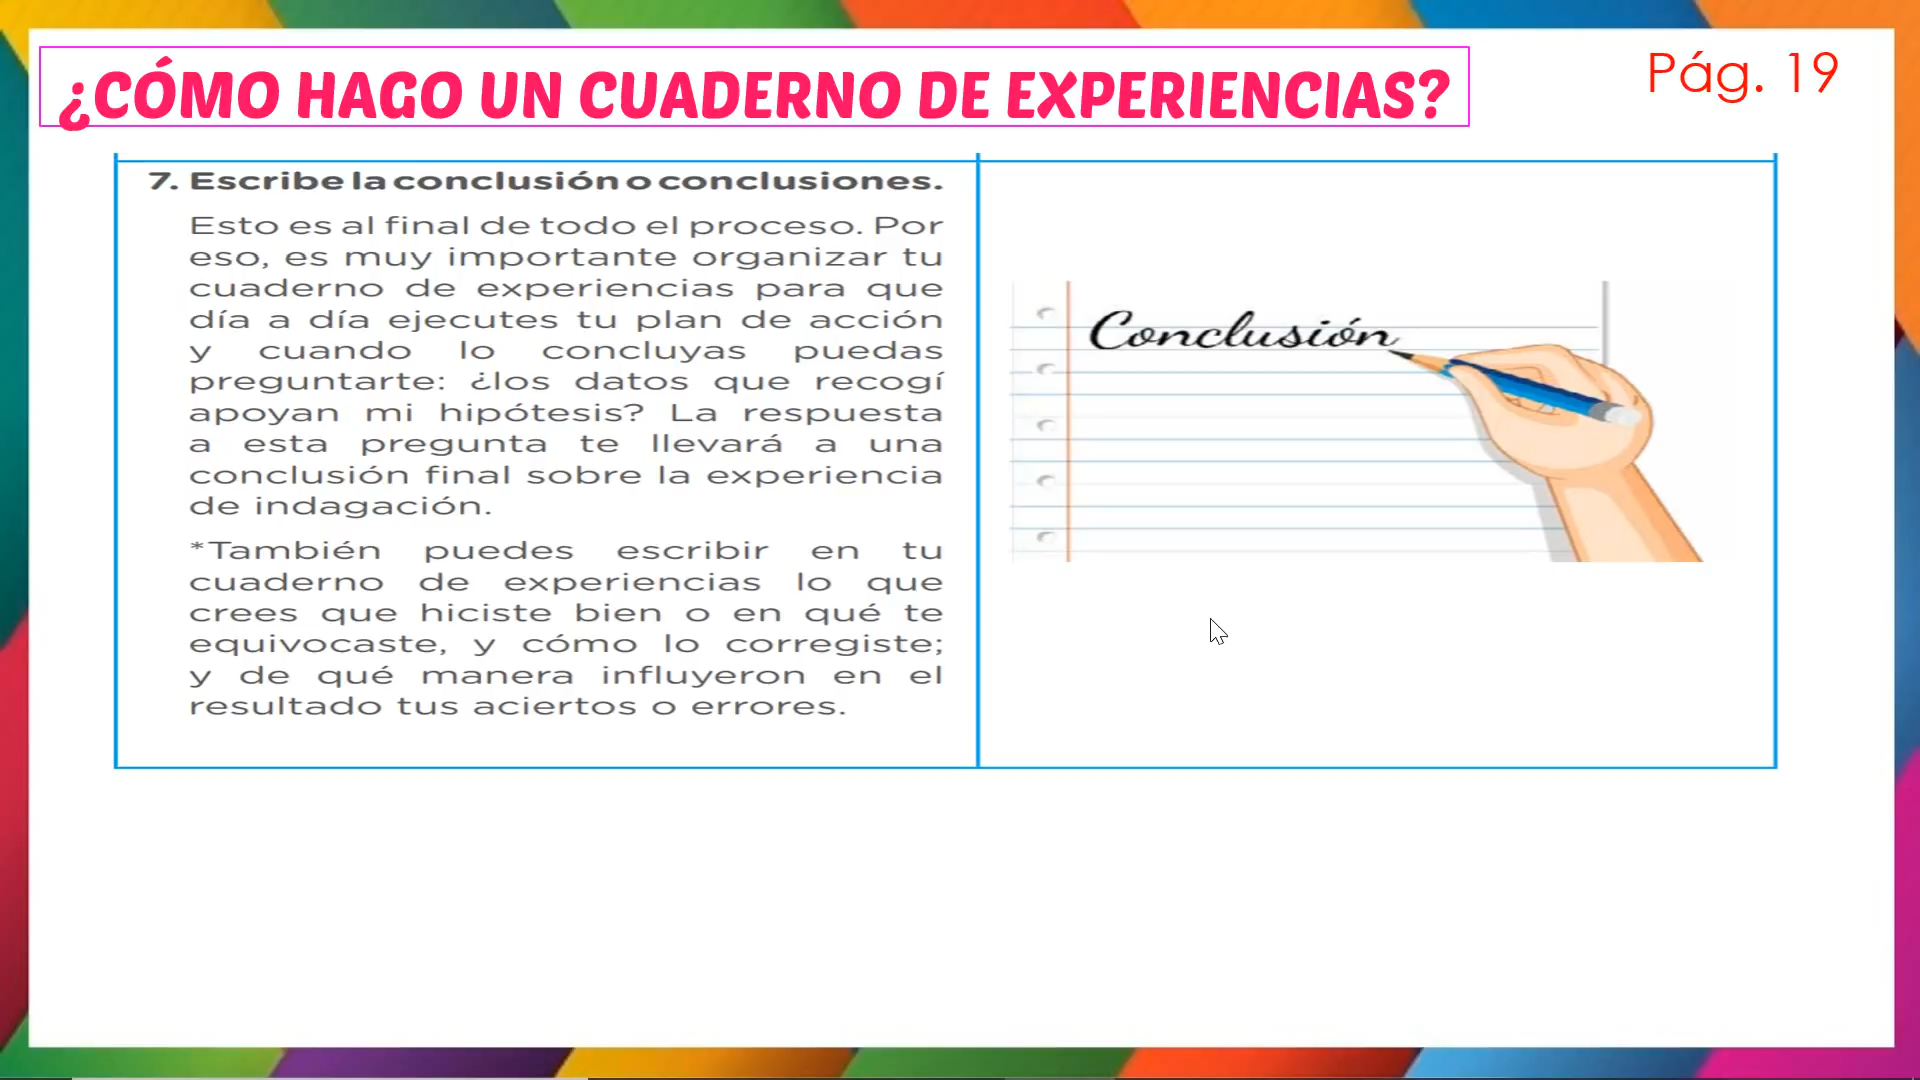 ¿CÓMO HAGO UN CUADERNO DE EXPERIENCIAS?
Pág. 19
7. Escribe la conclusión o conclusiones.
Esto es al final de todo el proceso. Por
eso, es muy importante organizar tu
cuaderno de experiencias para que
día a día ejecutes tu plan de acción
y cuando lo concluyas puedas
preguntarte: ¿los datos que recogí
apoyan mi hipótesis? La respuesta
a esta pregunta te llevará a una
conclusión final sobre la experiencia
de indagación.
*También puedes escribir en tu
cuaderno de experiencias lo que
crees que hiciste bien o en qué te
equivocaste, y cómo lo corregiste;
y de qué manera influyeron en el
resultado tus aciertos o errores.
Conclusión